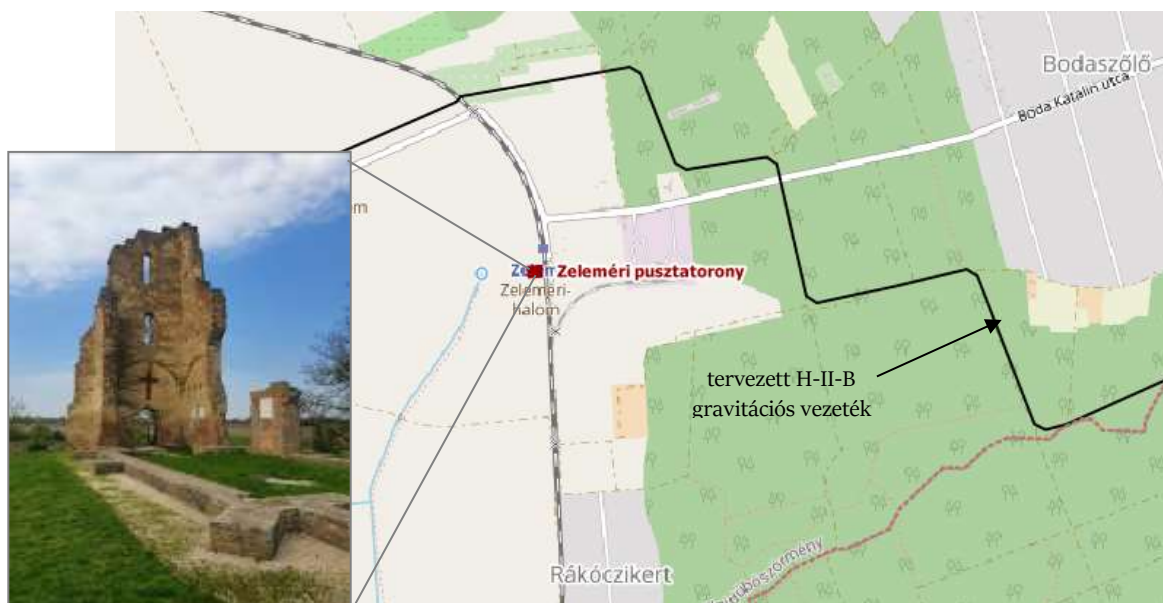 Bodaszőlő
Boda Katalin utca
Zeleméri pusztatorony
Zeleméri-
halom
tervezett H-II-B
gravitációs vezeték
Rákóczikert